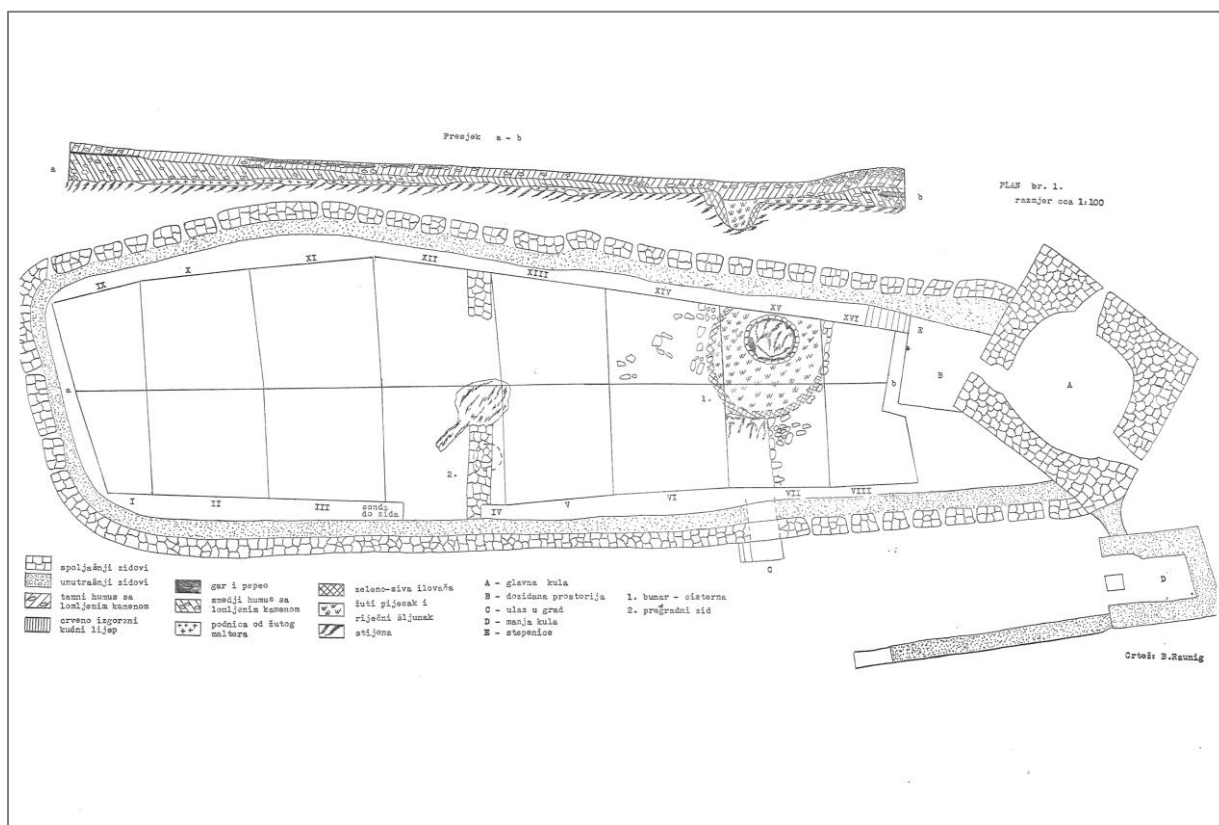 Presjek a - b
a
b
PLAN br. 1.
razmjer cca 1:100
IX
X
XI
XII
XIII
XIV
XV
XVI
E
a
b
B
A
1.
2.
I
II
III
sonda
do zida
IV
V
VI
VII
VIII
C
D
spoljašnji zidovi
unutrašnji zidovi
tamni humus sa
lomljenim kamenom
crveno izgoreni
kućni lijep
gar i pepeo
smedji humus sa
lomljenim kamenom
podnica od žutog
maltera
zeleno-siva ilovača
žuti pijesak i
riječni šljunak
stijena
A - glavna kula
B - dozidana prostorija
C - ulaz u grad
D - manja kula
E - stepenice
1. bunar - cisterna
2. pregradni zid
Crtež: B.Raunig